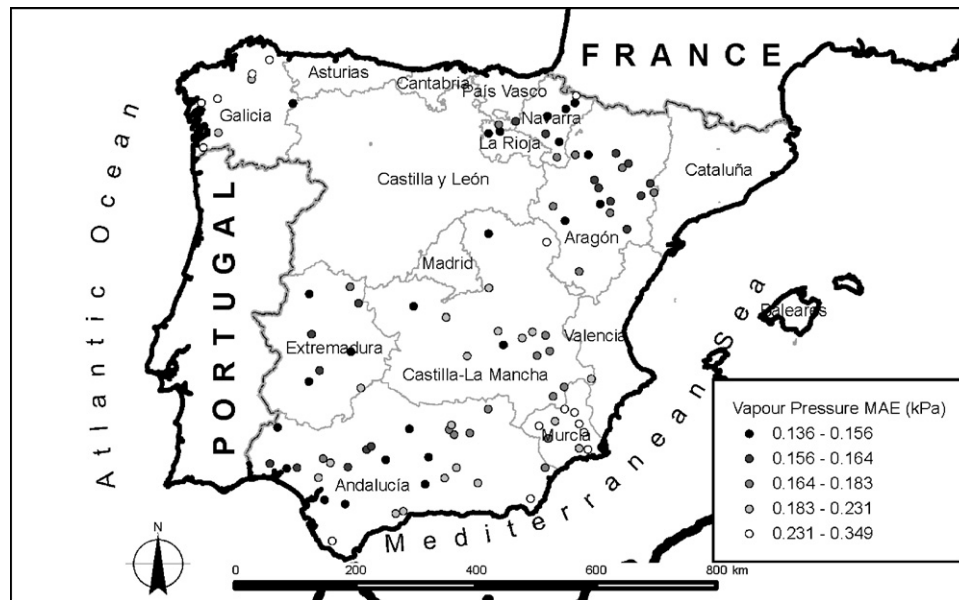 FRANCE
Asturias
Cantabria
País Vasco
Navarra
Galicia
La Rioja
Cataluña
Castilla y León
Aragón
Madrid
Atlantic Ocean
PORTUGAL
Baleares
Valencia
Extremadura
Castilla-La Mancha
Murcia
Andalucía
Mediterranean Sea
Vapour Pressure MAE (kPa)
0.136 - 0.156
0.156 - 0.164
0.164 - 0.183
0.183 - 0.231
0.231 - 0.349
N
0 200 400 600 800 km